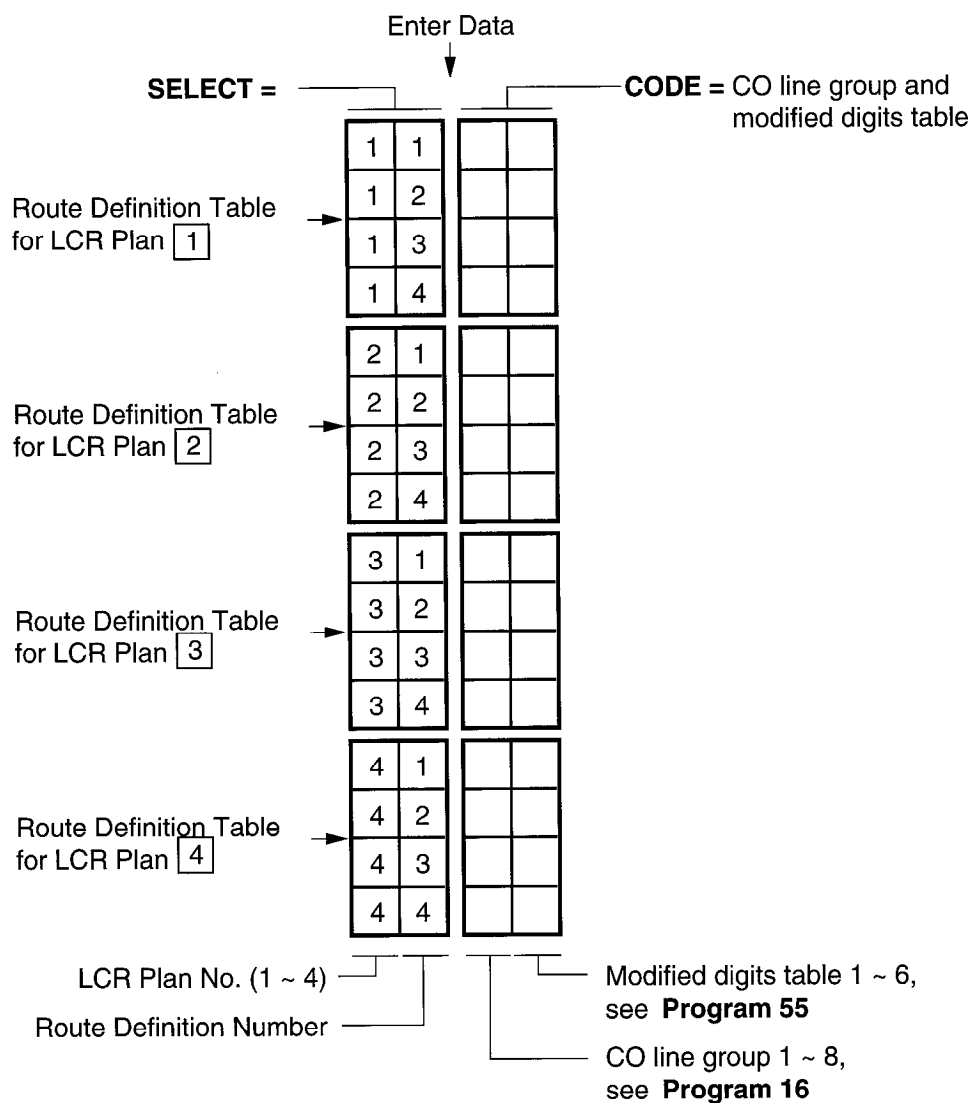 Enter Data
SELECT =
CODE = CO line group and
modified digits table
Route Definition Table
for LCR Plan 1
1 1
1 2
1 3
1 4
Route Definition Table
for LCR Plan 2
2 1
2 2
2 3
2 4
Route Definition Table
for LCR Plan 3
3 1
3 2
3 3
3 4
Route Definition Table
for LCR Plan 4
4 1
4 2
4 3
4 4
LCR Plan No. (1 ~ 4)
Route Definition Number
Modified digits table 1 ~ 6,
see Program 55
CO line group 1 ~ 8,
see Program 16